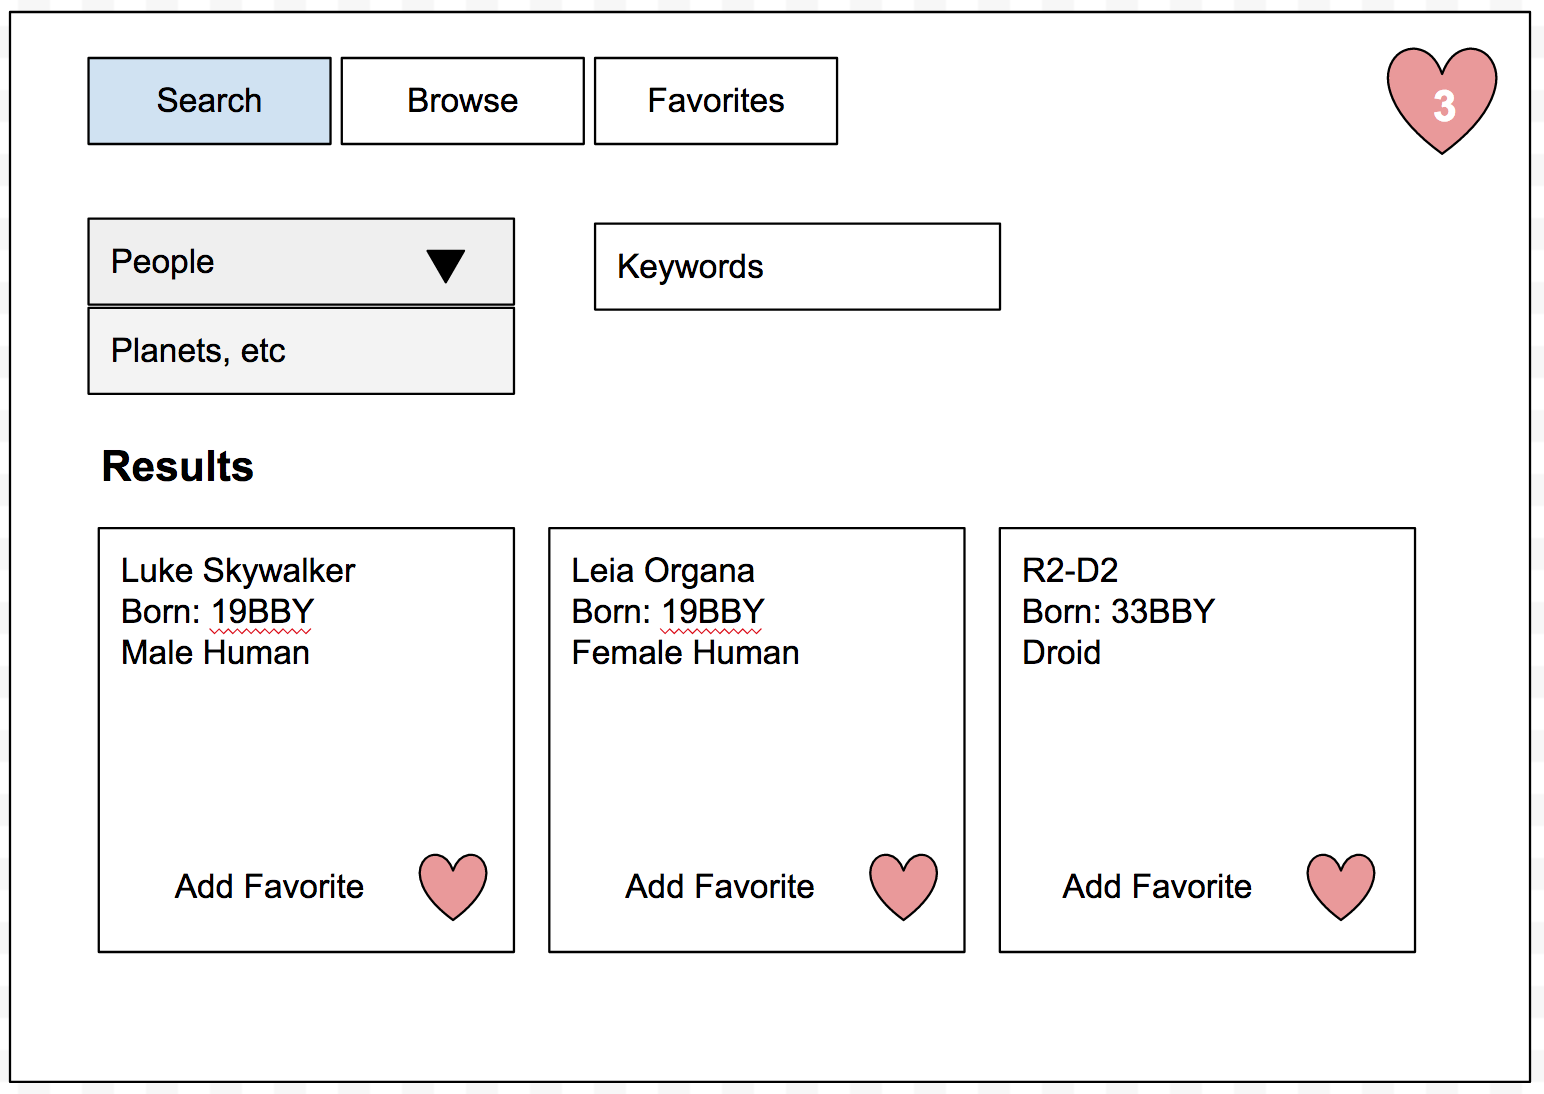 Search
Browse
Favorites
3
People
Keywords
Planets, etc
Results
Luke Skywalker
Born: 19BBY
Male Human
Add Favorite
Leia Organa
Born: 19BBY
Female Human
Add Favorite
R2-D2
Born: 33BBY
Droid
Add Favorite